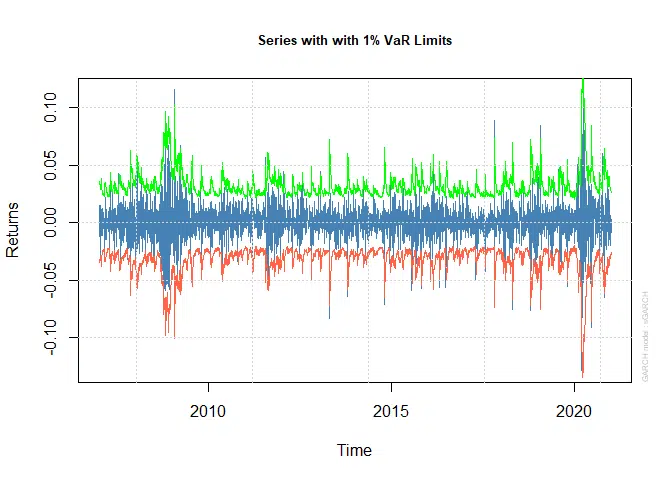 Series with with 1% VaR Limits
0.10
0.05
0.00
-0.05
-0.10
Returns
2010
2015
2020
Time
GARCH model : sGARCH